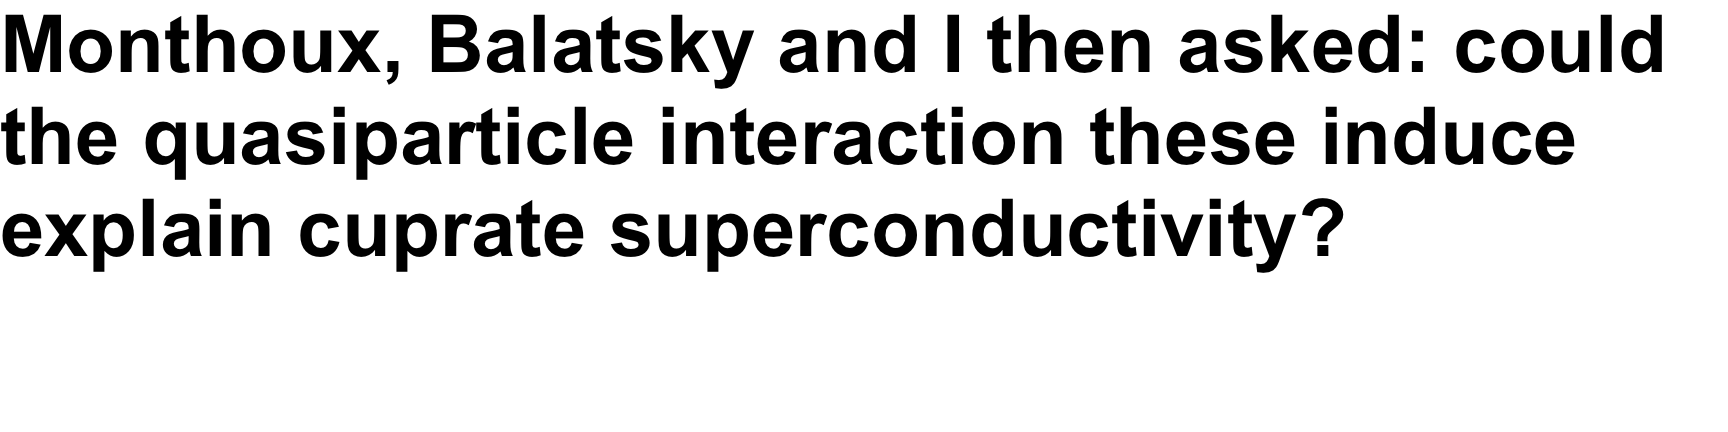 Monthoux, Balatsky and I then asked: could
the quasiparticle interaction these induce
explain cuprate superconductivity?